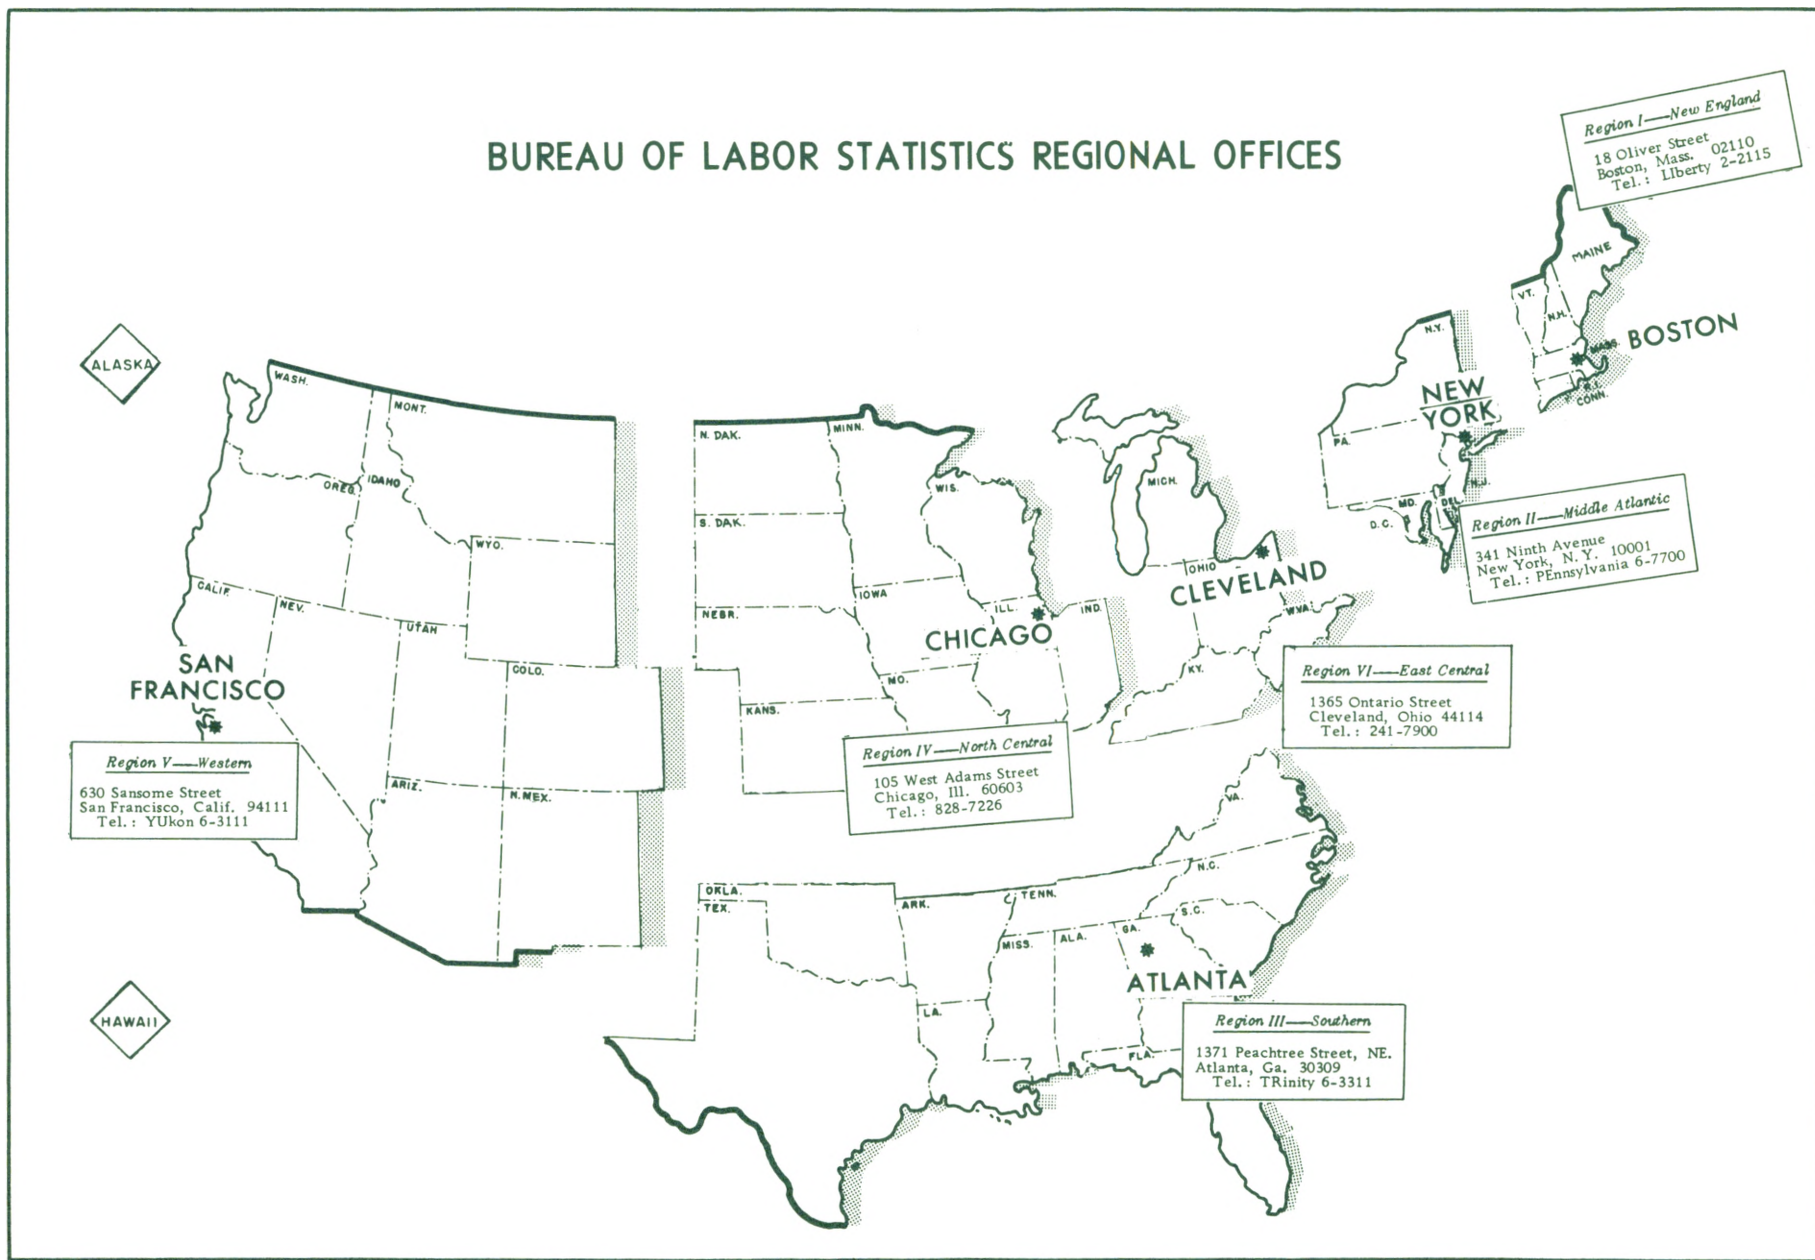 BUREAU OF LABOR STATISTICS REGIONAL OFFICES
Region I—New England
18 Oliver Street
Boston, Mass. 02110
Tel.: LIberty 2-2115
MAINE
VT.
N.H.
MASS.
BOSTON
R.I.
CONN.
N.Y.
NEW
YORK
PA.
N.J.
MD.
DEL.
D.C.
Region II—Middle Atlantic
341 Ninth Avenue
New York, N.Y. 10001
Tel.: PEnnsylvania 6-7700
ALASKA
WASH.
MONT.
OREG.
IDAHO
WYO.
CALIF.
NEV.
UTAH
COLO.
SAN
FRANCISCO
Region V—Western
630 Sansome Street
San Francisco, Calif. 94111
Tel.: YUkon 6-3111
ARIZ.
N.MEX.
HAWAII
N. DAK.
MINN.
WIS.
S. DAK.
IOWA
NEBR.
ILL.
IND.
CHICAGO
MO.
KANS.
Region IV—North Central
105 West Adams Street
Chicago, Ill. 60603
Tel.: 828-7226
MICH.
OHIO
CLEVELAND
W.VA.
KY.
Region VI—East Central
1365 Ontario Street
Cleveland, Ohio 44114
Tel.: 241-7900
VA.
N.C.
OKLA.
TEX.
ARK.
TENN.
S.C.
MISS.
ALA.
GA.
ATLANTA
LA.
FLA.
Region III—Southern
1371 Peachtree Street, NE.
Atlanta, Ga. 30309
Tel.: TRinity 6-3311